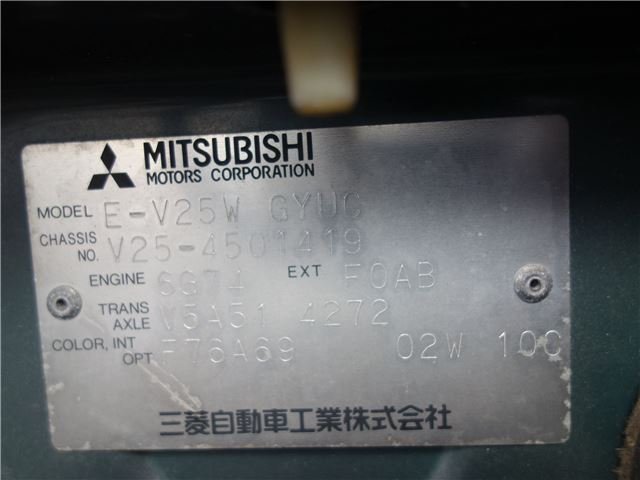 MITSUBISHI
MOTORS CORPORATION
MODEL E-V25W GYUC
CHASSIS NO. V25-4501419
ENGINE 6G74 EXT F0AB
TRANS AXLE V5A51 4272
COLOR, INT OPT F76A69 02W 10C
三菱自動車工業株式会社